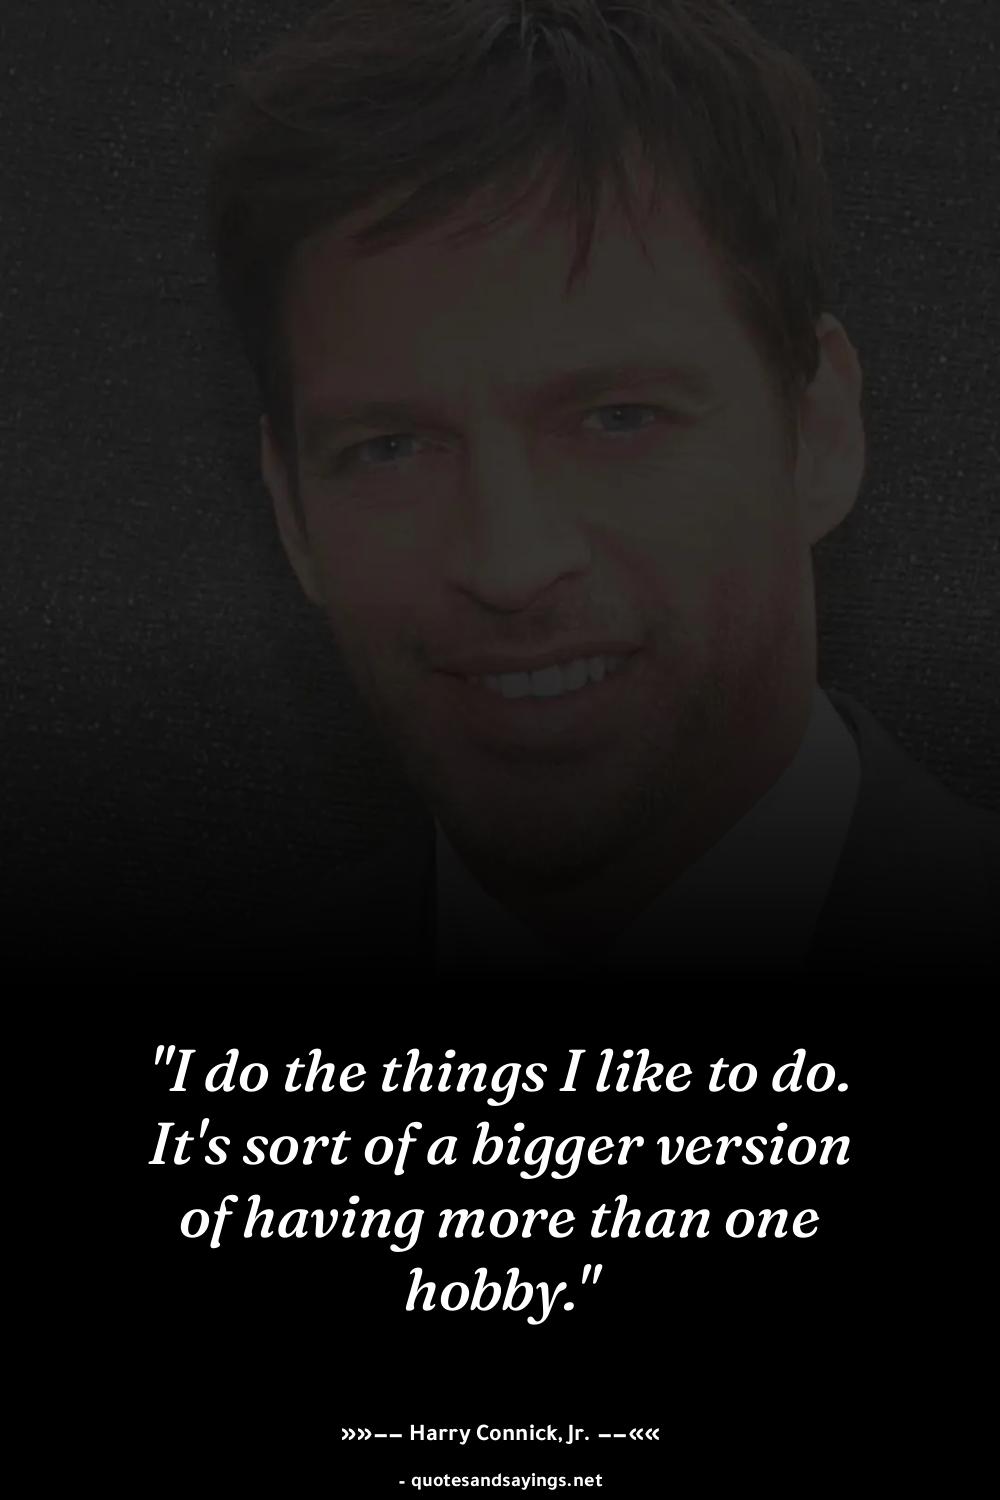 "I do the things I like to do.
It's sort of a bigger version
of having more than one
hobby."
»»−− Harry Connick, Jr. −−««
- quotesandsayings.net